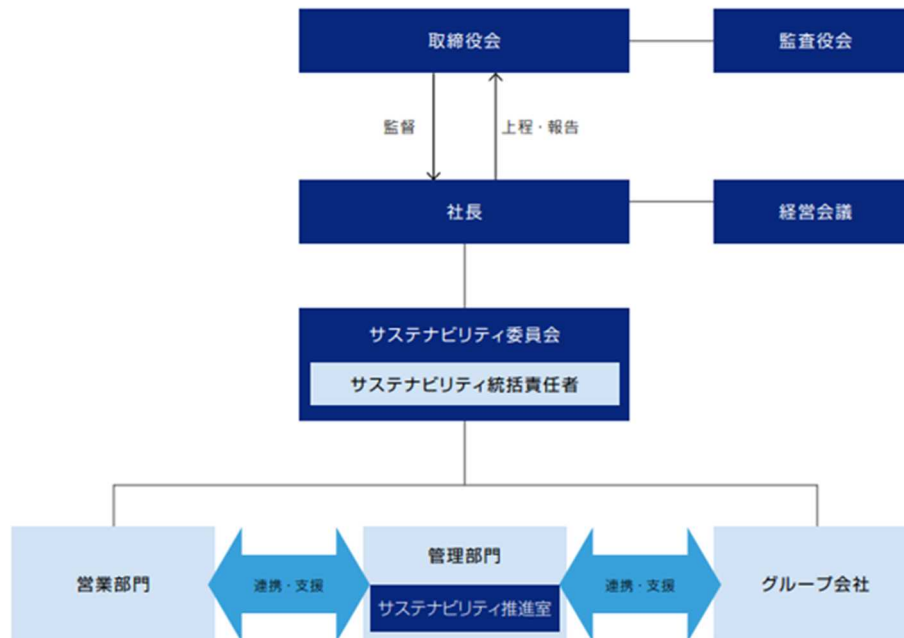 取締役会
監査役会
監督
上程・報告
社長
経営会議
サステナビリティ委員会
サステナビリティ統括責任者
営業部門
連携・支援
管理部門
サステナビリティ推進室
連携・支援
グループ会社